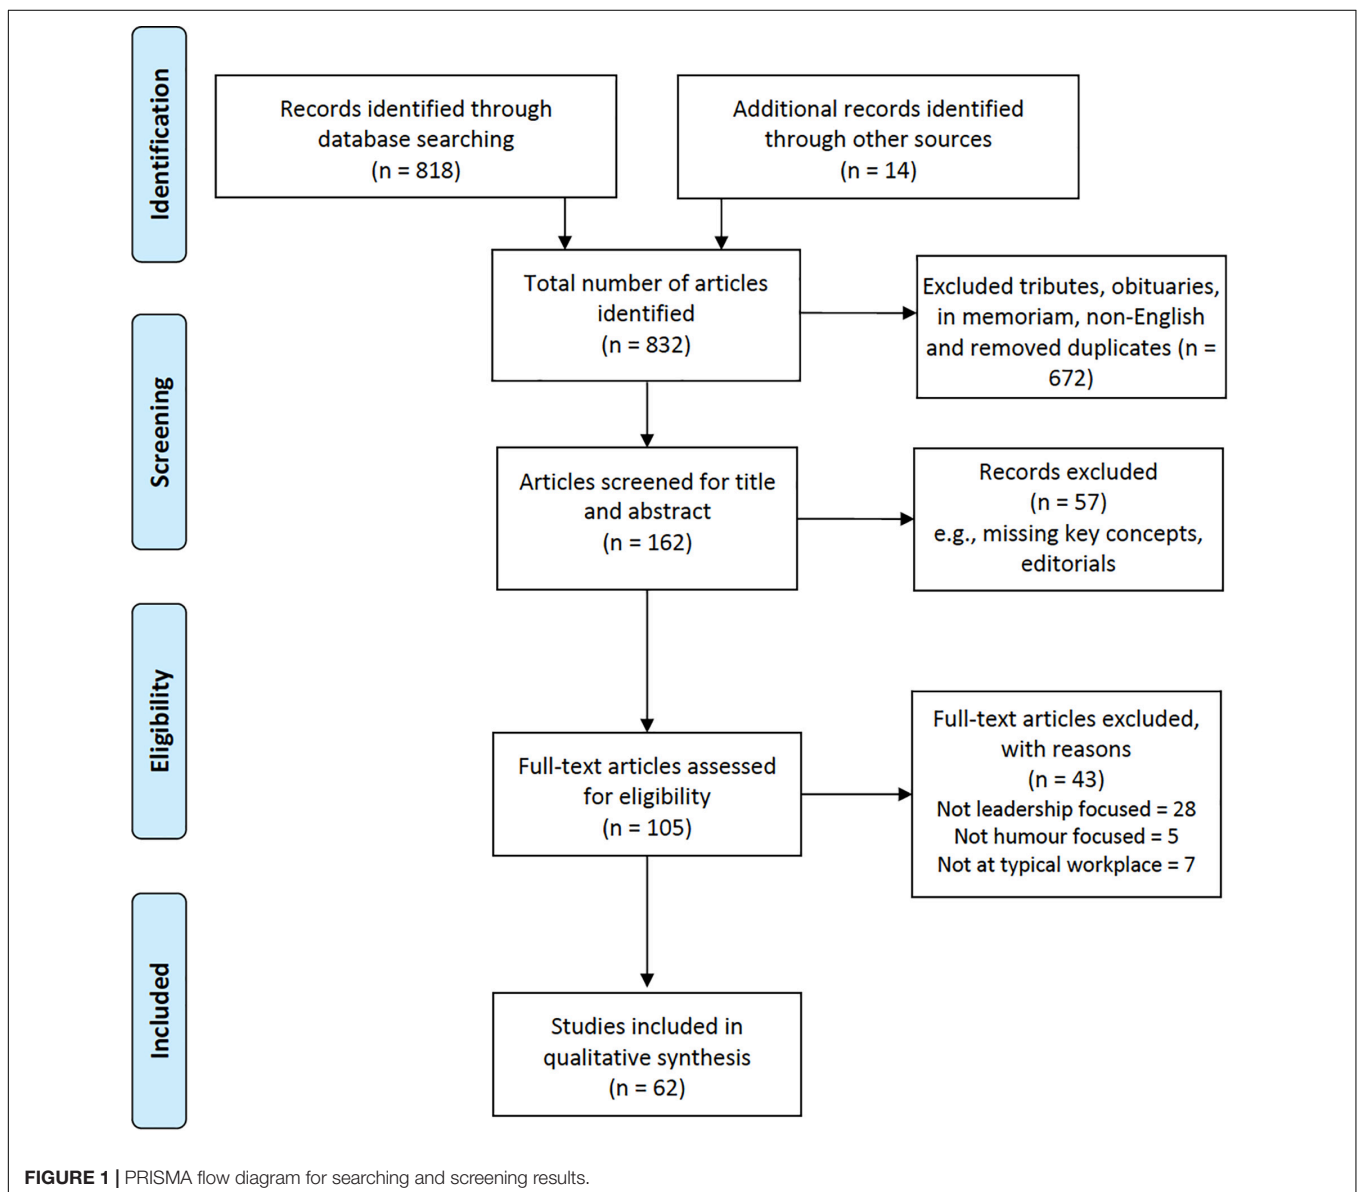 Identification
Records identified through
database searching
(n = 818)
Additional records identified
through other sources
(n = 14)
Total number of articles
identified
(n = 832)
Excluded tributes, obituaries,
in memoriam, non-English
and removed duplicates (n =
672)
Screening
Articles screened for title
and abstract
(n = 162)
Records excluded
(n = 57)
e.g., missing key concepts,
editorials
Eligibility
Full-text articles assessed
for eligibility
(n = 105)
Full-text articles excluded,
with reasons
(n = 43)
Not leadership focused = 28
Not humour focused = 5
Not at typical workplace = 7
Included
Studies included in
qualitative synthesis
(n = 62)
FIGURE 1 | PRISMA flow diagram for searching and screening results.